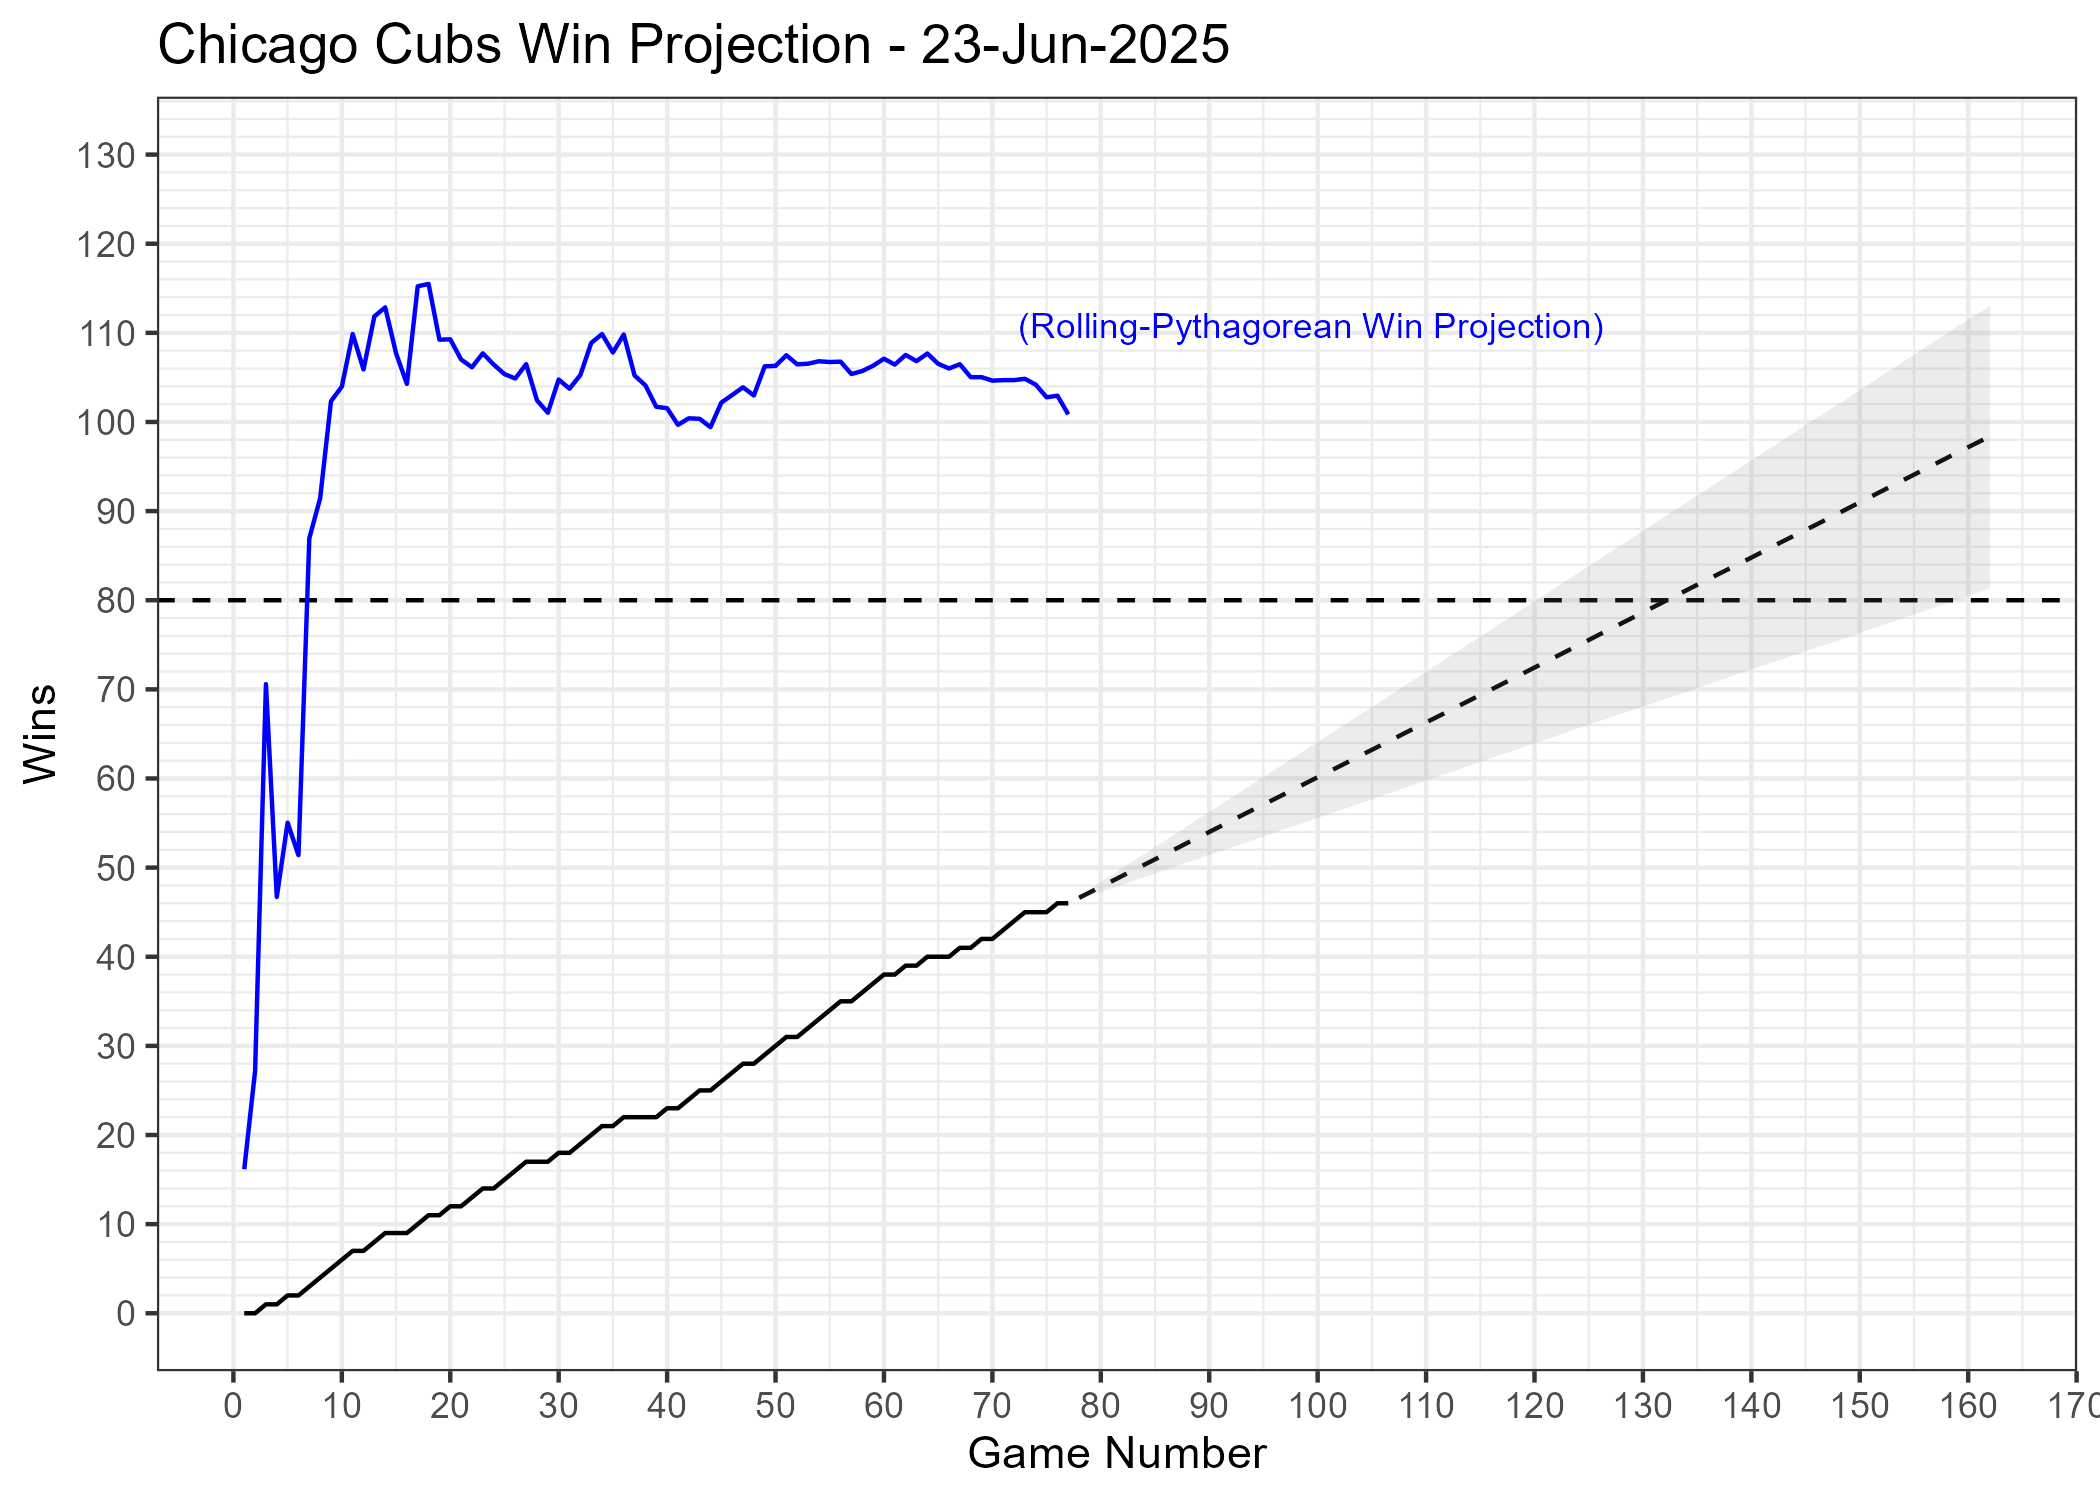 Chicago Cubs Win Projection - 23-Jun-2025
130
120
110
100
90
80
70
60
50
40
30
20
10
0
Wins
(Rolling-Pythagorean Win Projection)
0 10 20 30 40 50 60 70 80 90 100 110 120 130 140 150 160 170
Game Number